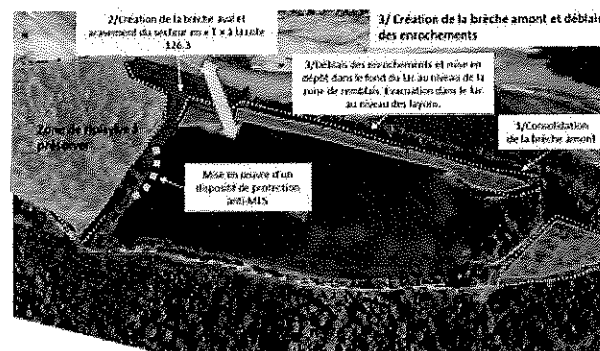 2/Création de la brèche aval et
arasement du secteur en « T » à la cote
126.3
3/ Création de la brèche amont et déblais
des enrochements
3/Déblais des enrochements et mise en
dépôt dans le fond du lac au niveau de la
zone de remblais. Evacuation dans le lac
au niveau des layons.
Zone de ripisylve à
préserver
1/Consolidation
de la brèche amont
Mise en œuvre d'un
dispositif de protection
anti-MES